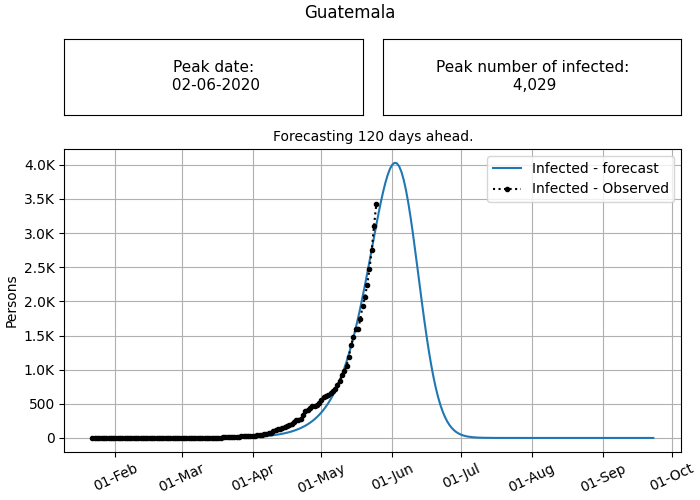 Guatemala
Peak date:
02-06-2020
Peak number of infected:
4,029
Forecasting 120 days ahead.
Infected - forecast
Infected - Observed
4.0K
3.5K
3.0K
2.5K
2.0K
1.5K
1.0K
500
0
Persons
01-Feb
01-Mar
01-Apr
01-May
01-Jun
01-Jul
01-Aug
01-Sep
01-Oct